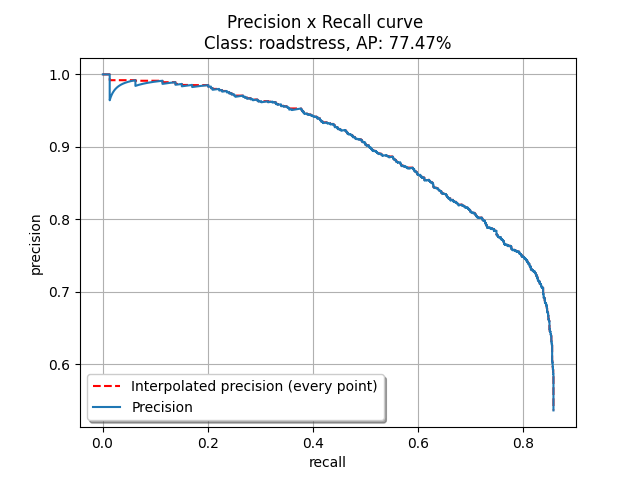 Precision x Recall curve
Class: roadstress, AP: 77.47%
1.0
0.9
0.8
0.7
0.6
precision
Interpolated precision (every point)
Precision
0.0 0.2 0.4 0.6 0.8
recall